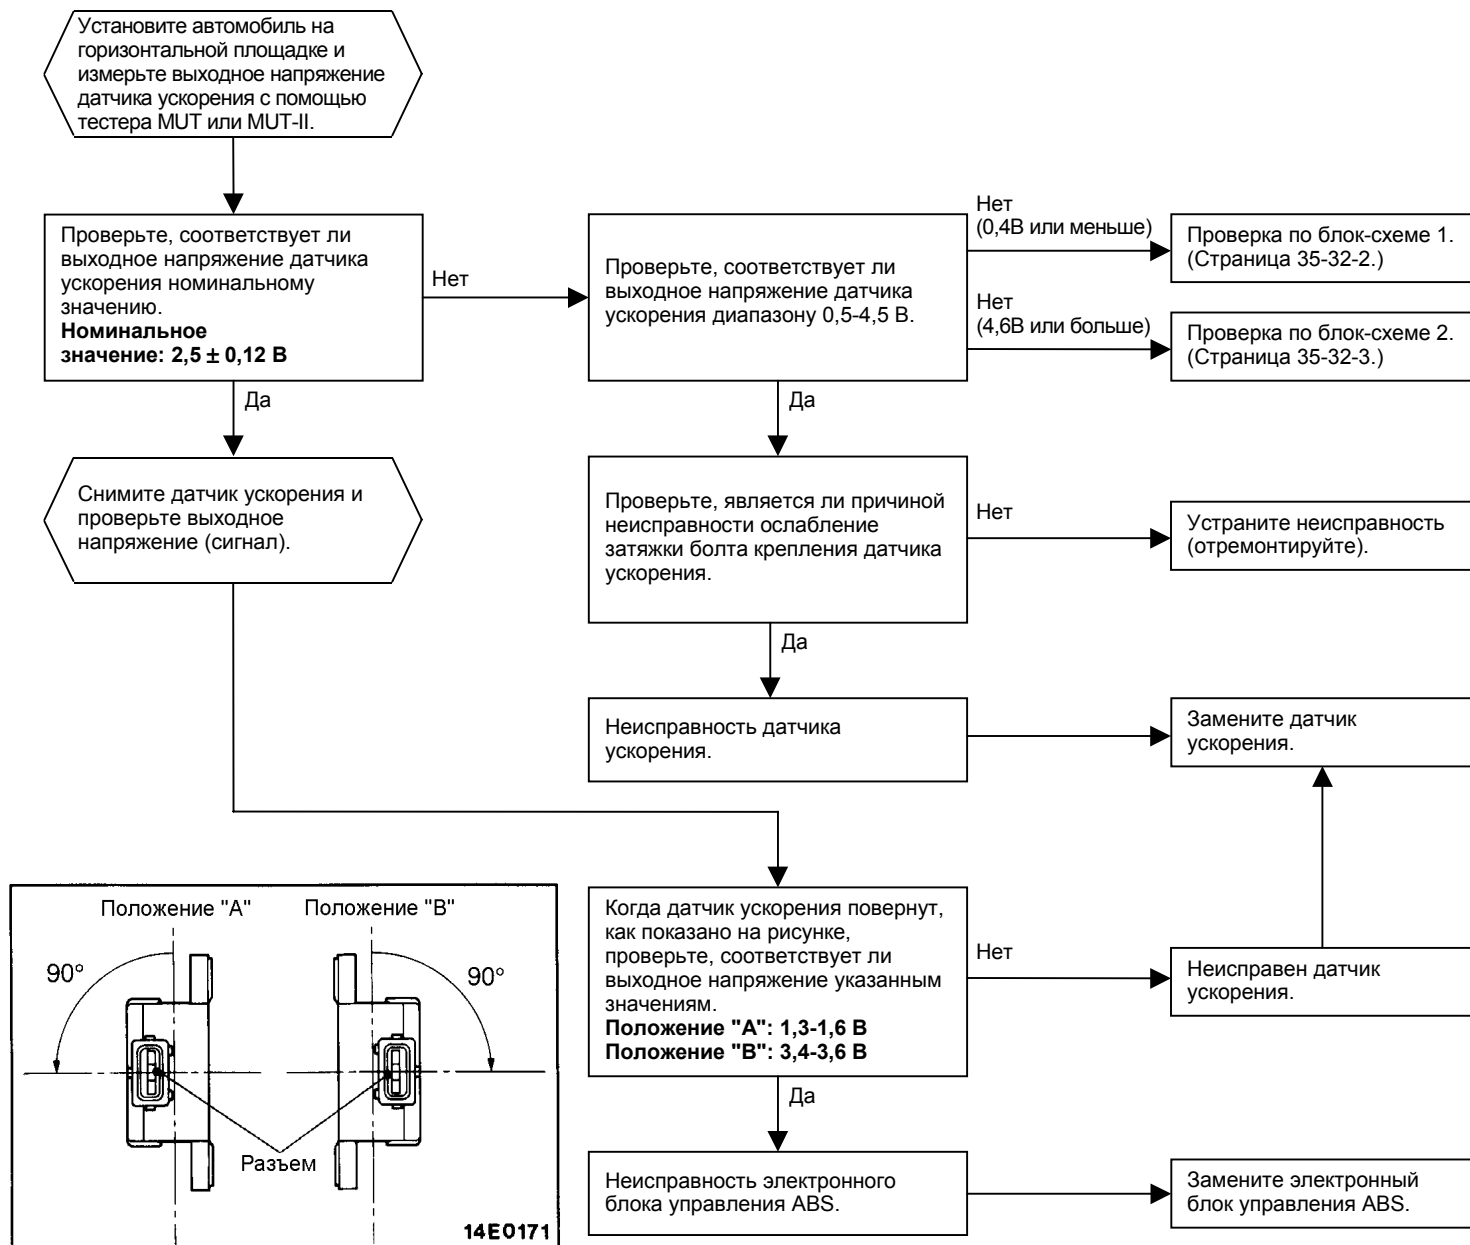 Установите автомобиль на
горизонтальной площадке и
измерьте выходное напряжение
датчика ускорения с помощью
тестера MUT или MUT-II.
Проверьте, соответствует ли
выходное напряжение датчика
ускорения номинальному
значению.
Номинальное
значение: 2,5 ± 0,12 В
Нет
Проверьте, соответствует ли
выходное напряжение датчика
ускорения диапазону 0,5-4,5 В.
Нет
(0,4В или меньше)
Проверка по блок-схеме 1.
(Страница 35-32-2.)
Нет
(4,6В или больше)
Проверка по блок-схеме 2.
(Страница 35-32-3.)
Да
Да
Снимите датчик ускорения и
проверьте выходное
напряжение (сигнал).
Проверьте, является ли причиной
неисправности ослабление
затяжки болта крепления датчика
ускорения.
Нет
Устраните неисправность
(отремонтируйте).
Да
Неисправность датчика
ускорения.
Замените датчик
ускорения.
Положение "А"
Положение "В"
90°
90°
Разъем
14E0171
Когда датчик ускорения повернут,
как показано на рисунке,
проверьте, соответствует ли
выходное напряжение указанным
значениям.
Положение "А": 1,3-1,6 В
Положение "В": 3,4-3,6 В
Нет
Неисправен датчик
ускорения.
Да
Неисправность электронного
блока управления ABS.
Замените электронный
блок управления ABS.